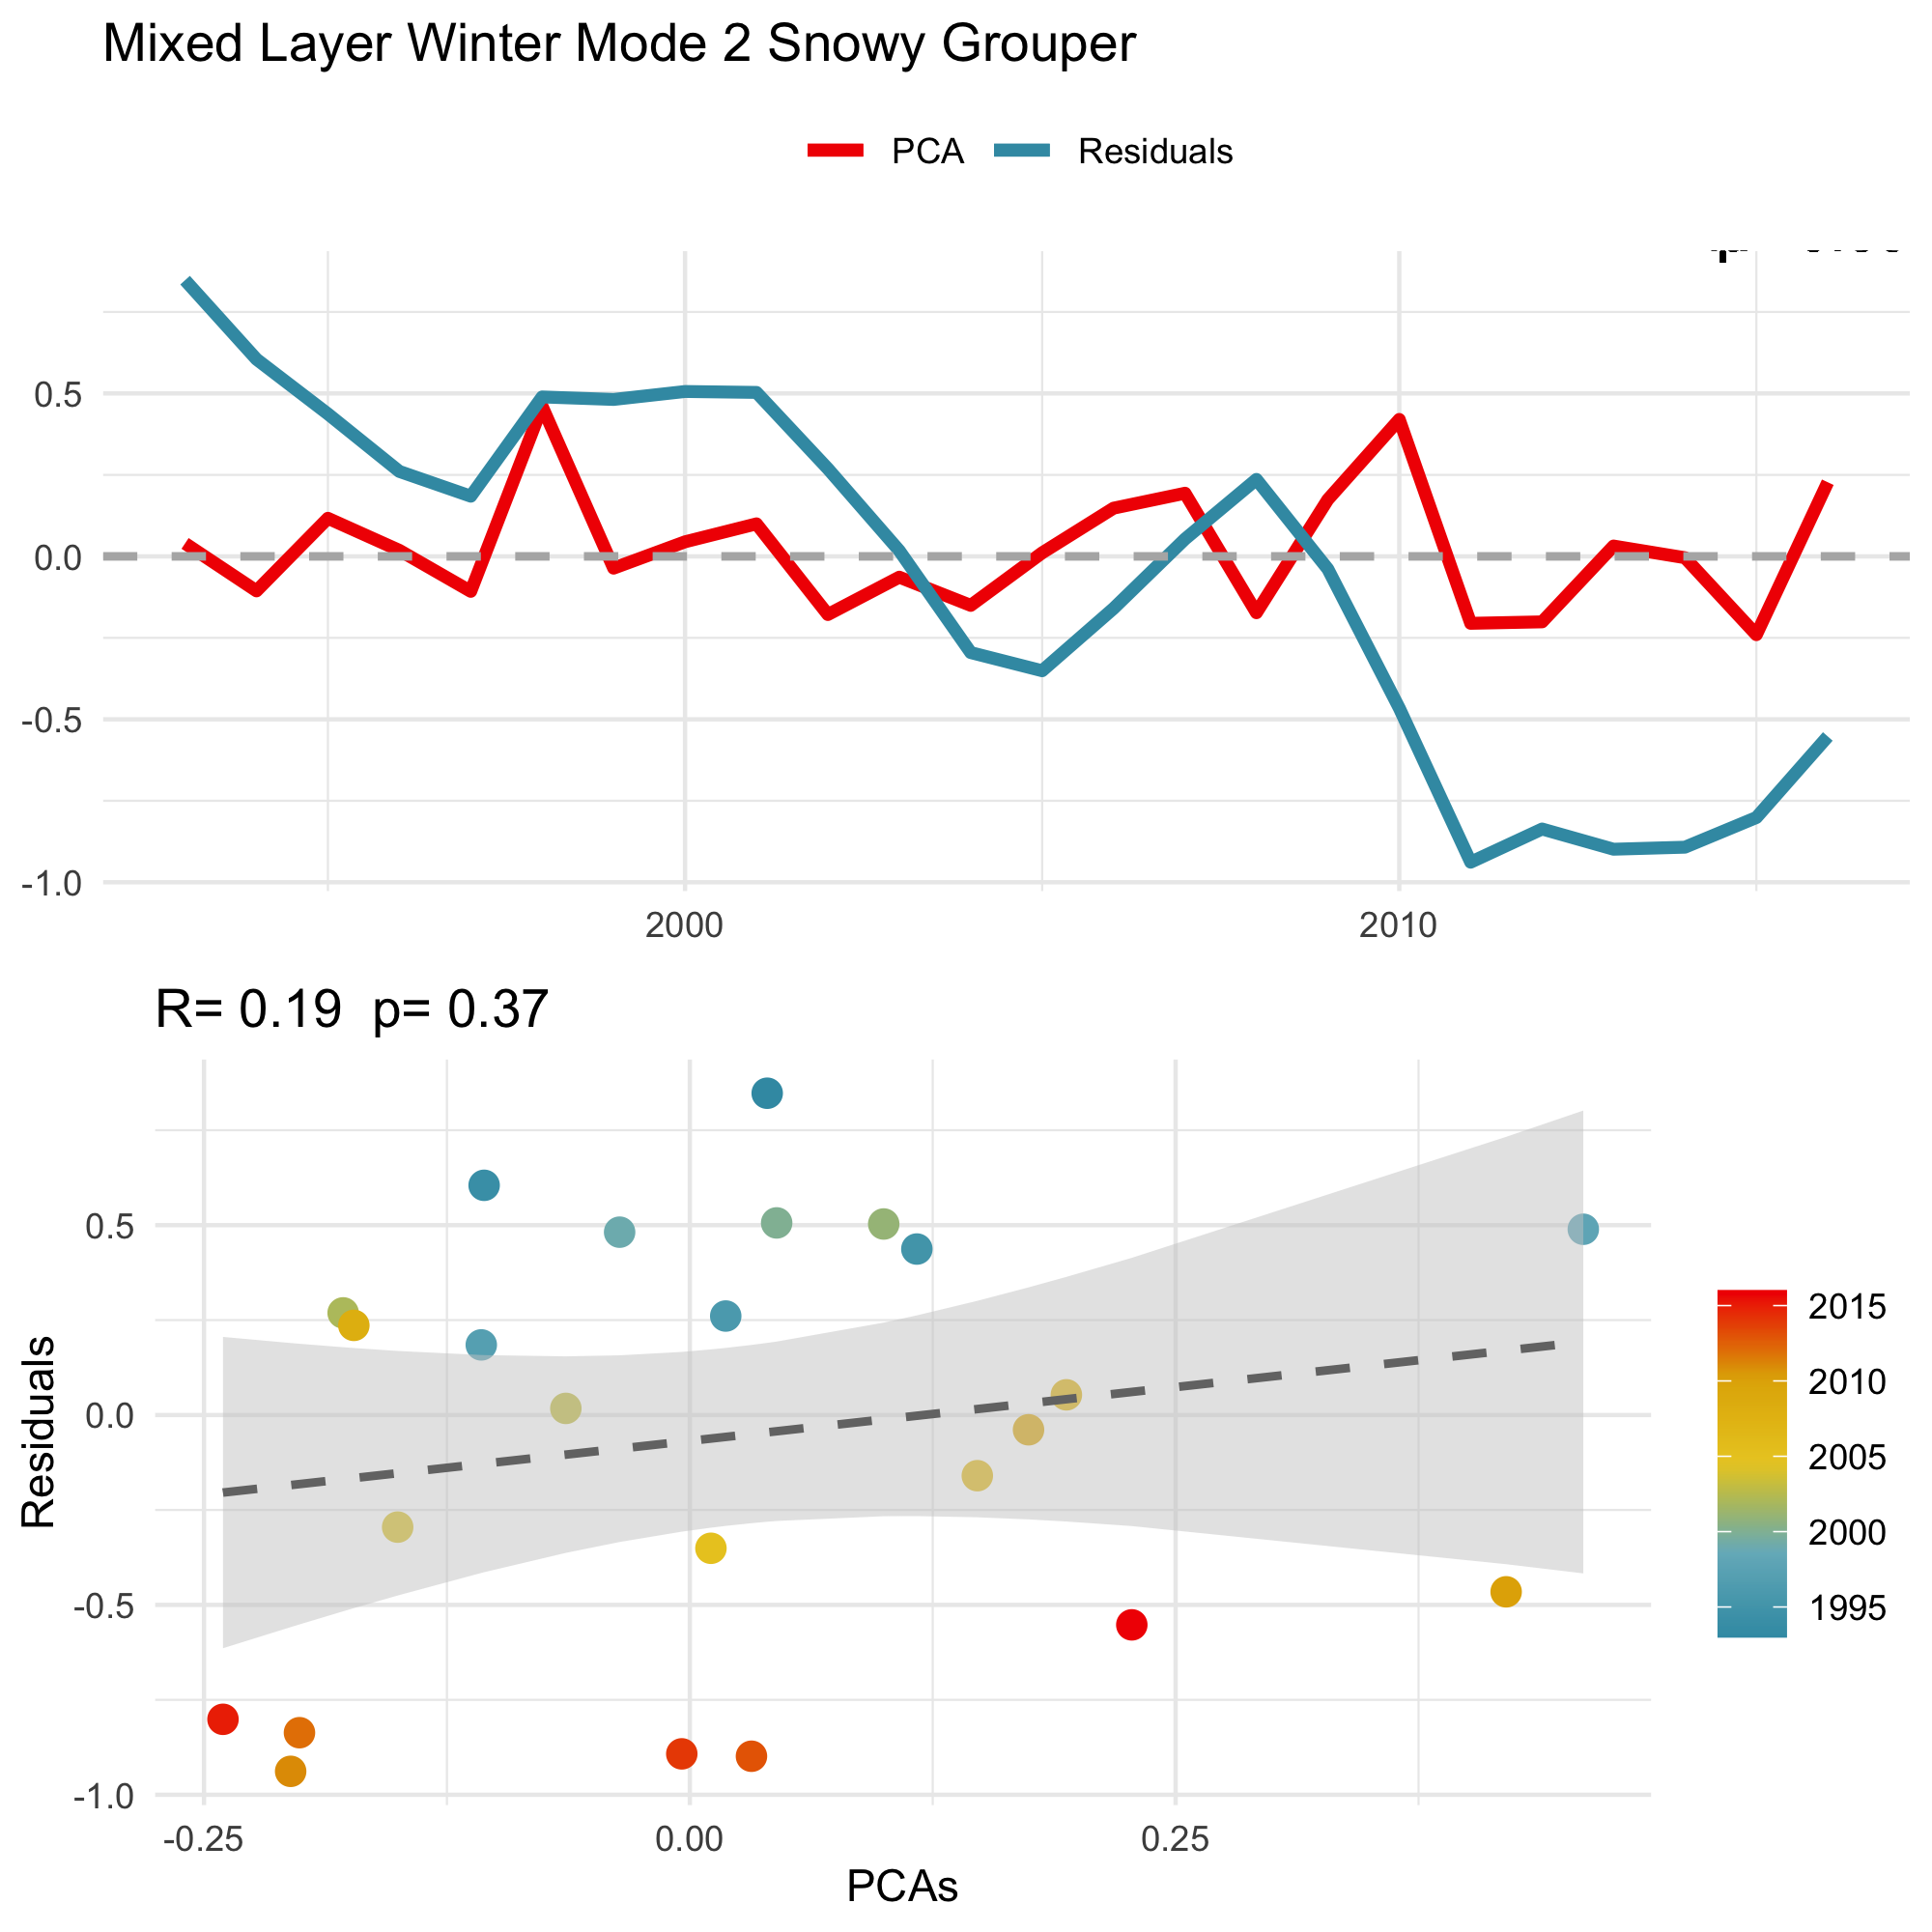 Mixed Layer Winter Mode 2 Snowy Grouper
PCA Residuals
0.5
0.0
-0.5
-1.0
2000 2010
R= 0.19 p= 0.37
Residuals
0.5
0.0
-0.5
-1.0
-0.25 0.00 0.25
PCAs
2015
2010
2005
2000
1995